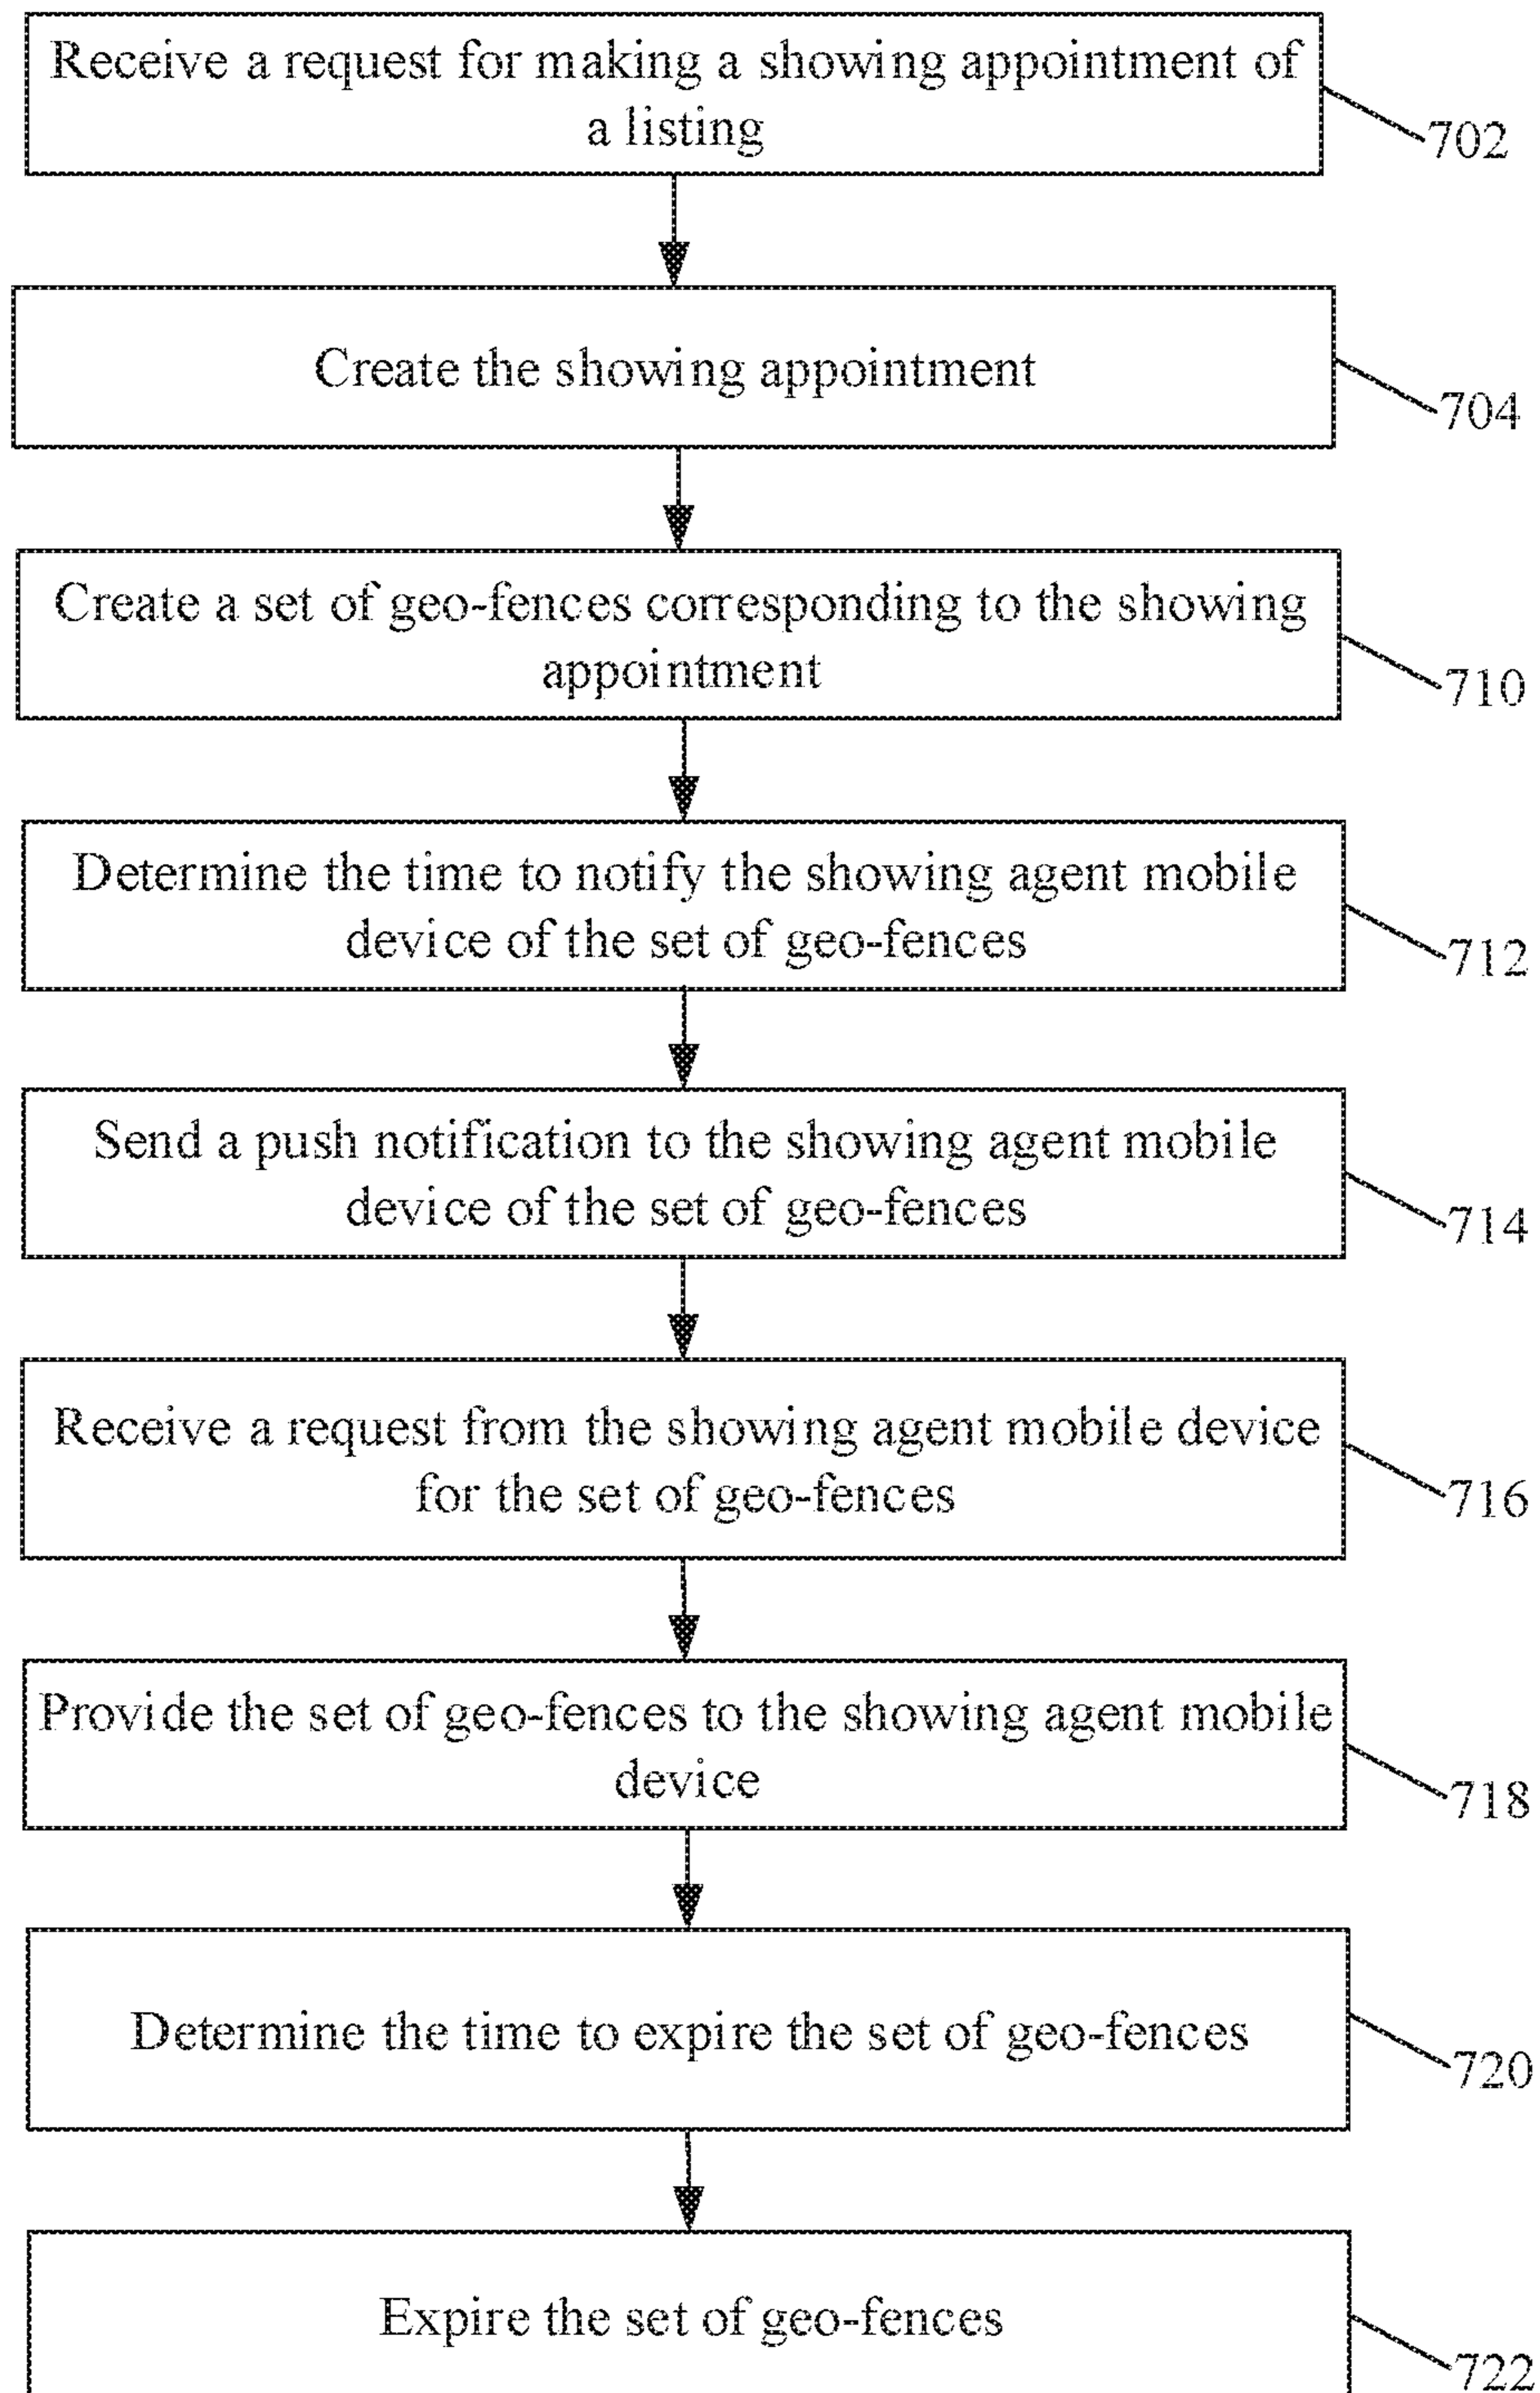 Receive a request for making a showing appointment of
a listing
702
Create the showing appointment
704
Create a set of geo-fences corresponding to the showing
appointment
710
Determine the time to notify the showing agent mobile
device of the set of geo-fences
712
Send a push notification to the showing agent mobile
device of the set of geo-fences
714
Receive a request from the showing agent mobile device
for the set of geo-fences
716
Provide the set of geo-fences to the showing agent mobile
device
718
Determine the time to expire the set of geo-fences
720
Expire the set of geo-fences
722